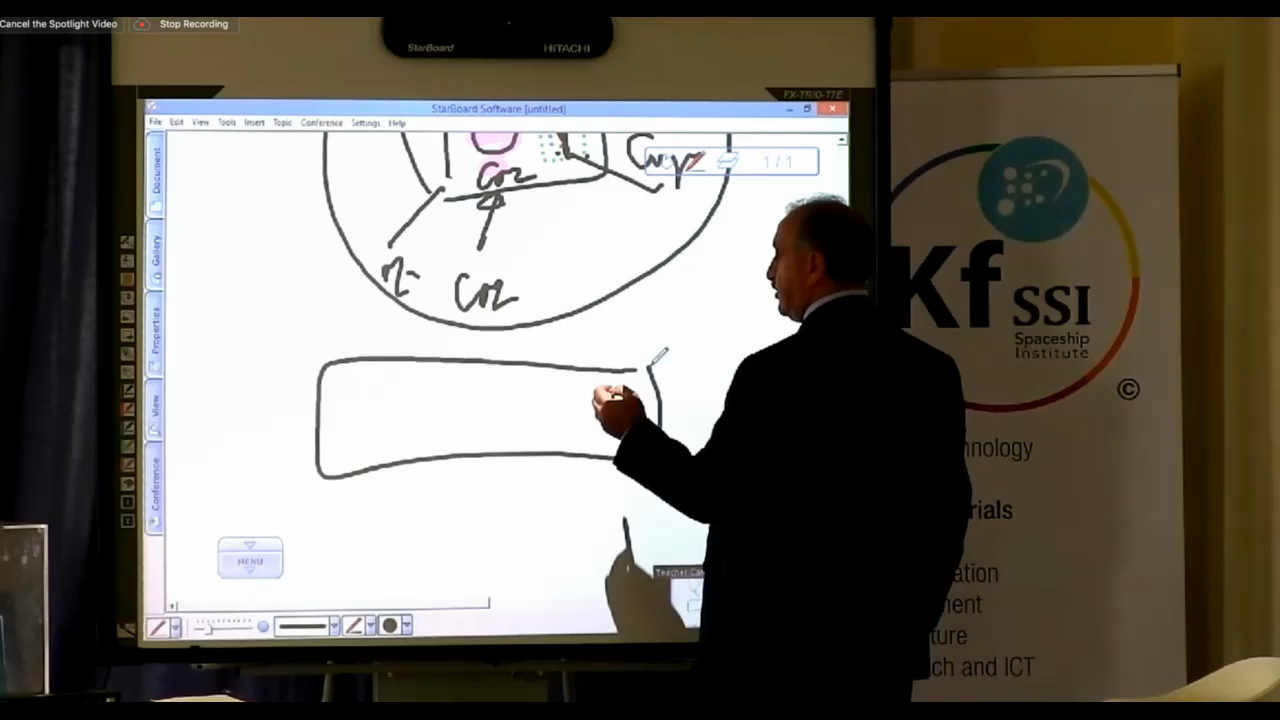 Cancel the Spotlight Video
Stop Recording
StarBoard
HITACHI
FX-TRIO-77E
StarBoard Software [untitled]
File Edit View Tools Insert Topic Conference Settings Help
Document
Gallery
Properties
View
Conference
1/1
CO2
CO2
MENU
Kf
SSI
Spaceship
Institute
©
hnology
rials
ation
ment
ture
ch and ICT